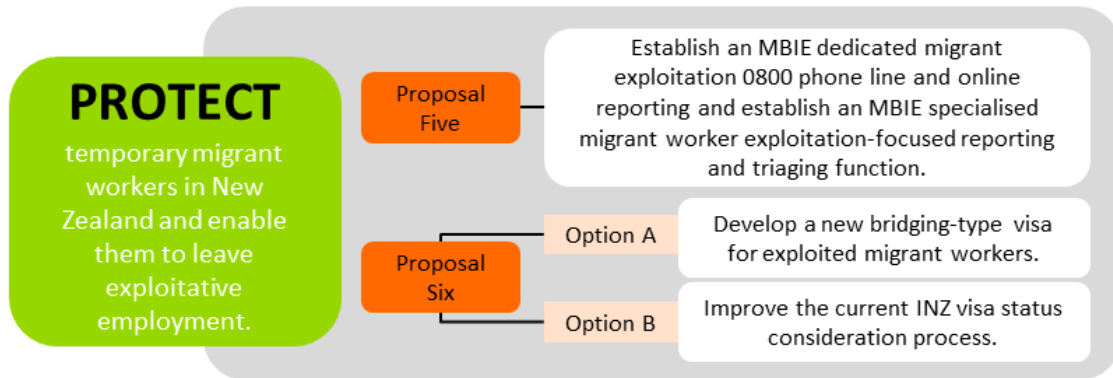 PROTECT
temporary migrant
workers in New
Zealand and enable
them to leave
exploitative
employment.
Proposal
Five
Establish an MBIE dedicated migrant
exploitation 0800 phone line and online
reporting and establish an MBIE specialised
migrant worker exploitation-focused reporting
and triaging function.
Proposal
Six
Option A
Develop a new bridging-type visa
for exploited migrant workers.
Option B
Improve the current INZ visa status
consideration process.